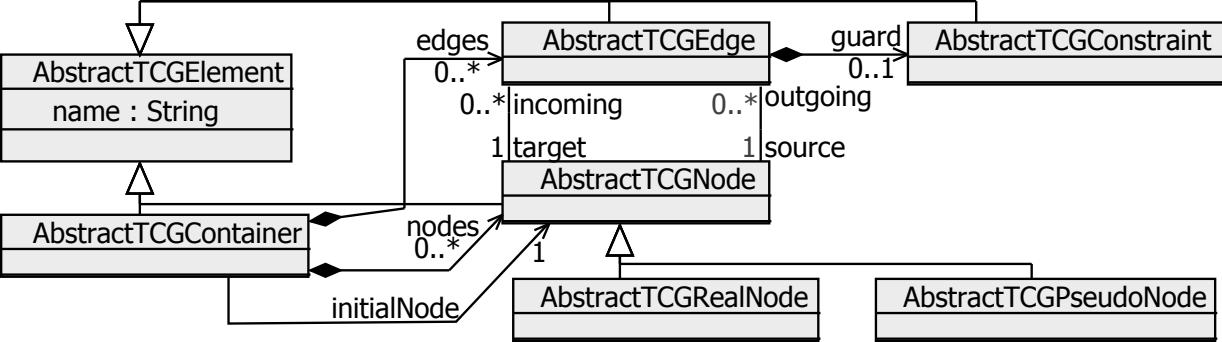 edges
0..*
AbstractTCGEdge
guard
0..1
AbstractTCGConstraint
AbstractTCGElement
name : String
0..*
incoming
0..*
outgoing
1
target
1
source
AbstractTCGNode
AbstractTCGContainer
nodes
0..*
1
initialNode
AbstractTCGRealNode
AbstractTCGPseudoNode